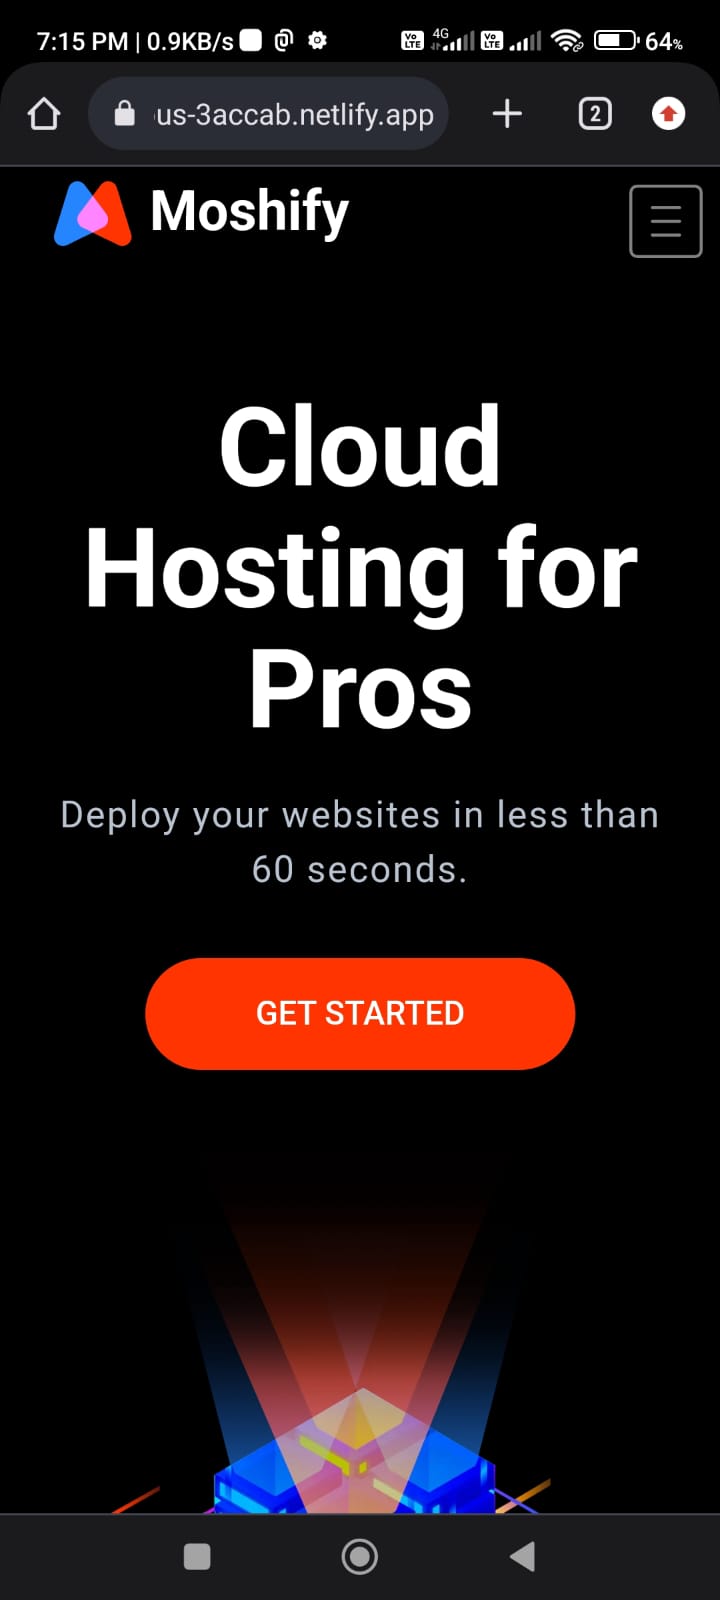 7:15 PM | 0.9KB/s Vo LTE 4G Vo LTE 64%
us-3accab.netlify.app 2
Moshify
Cloud
Hosting for
Pros
Deploy your websites in less than
60 seconds.
GET STARTED